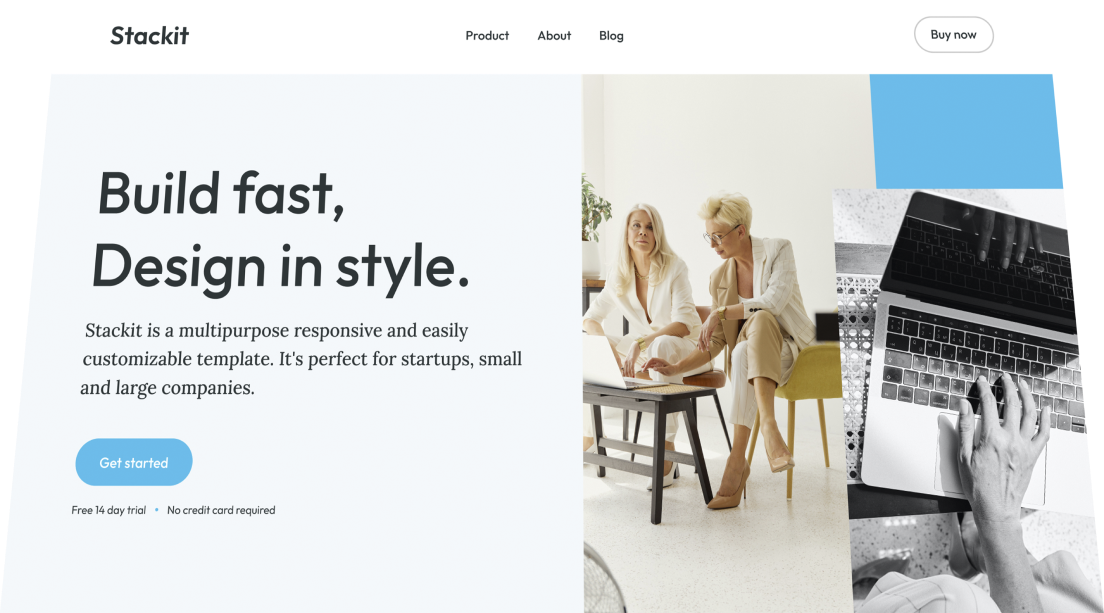 Stackit
Product
About
Blog
Buy now
Build fast,
Design in style.
Stackit is a multipurpose responsive and easily
customizable template. It's perfect for startups, small
and large companies.
Get started
Free 14 day trial • No credit card required